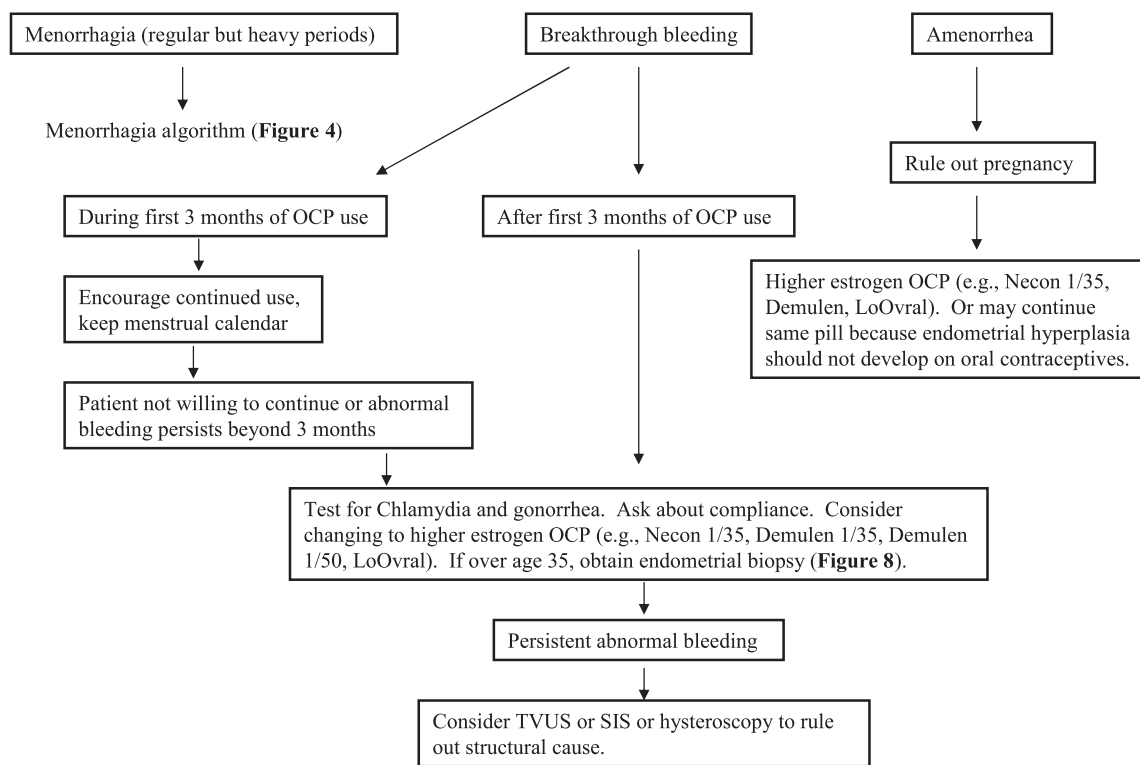 Menorrhagia (regular but heavy periods)
Breakthrough bleeding
Amenorrhea
Menorrhagia algorithm (Figure 4)
Rule out pregnancy
During first 3 months of OCP use
After first 3 months of OCP use
Encourage continued use,
keep menstrual calendar
Higher estrogen OCP (e.g., Necon 1/35,
Demulen, LoOvral).  Or may continue
same pill because endometrial hyperplasia
should not develop on oral contraceptives.
Patient not willing to continue or abnormal
bleeding persists beyond 3 months
Test for Chlamydia and gonorrhea.  Ask about compliance.  Consider
changing to higher estrogen OCP (e.g., Necon 1/35, Demulen 1/35, Demulen
1/50, LoOvral).  If over age 35, obtain endometrial biopsy (Figure 8).
Persistent abnormal bleeding
Consider TVUS or SIS or hysteroscopy to rule
out structural cause.